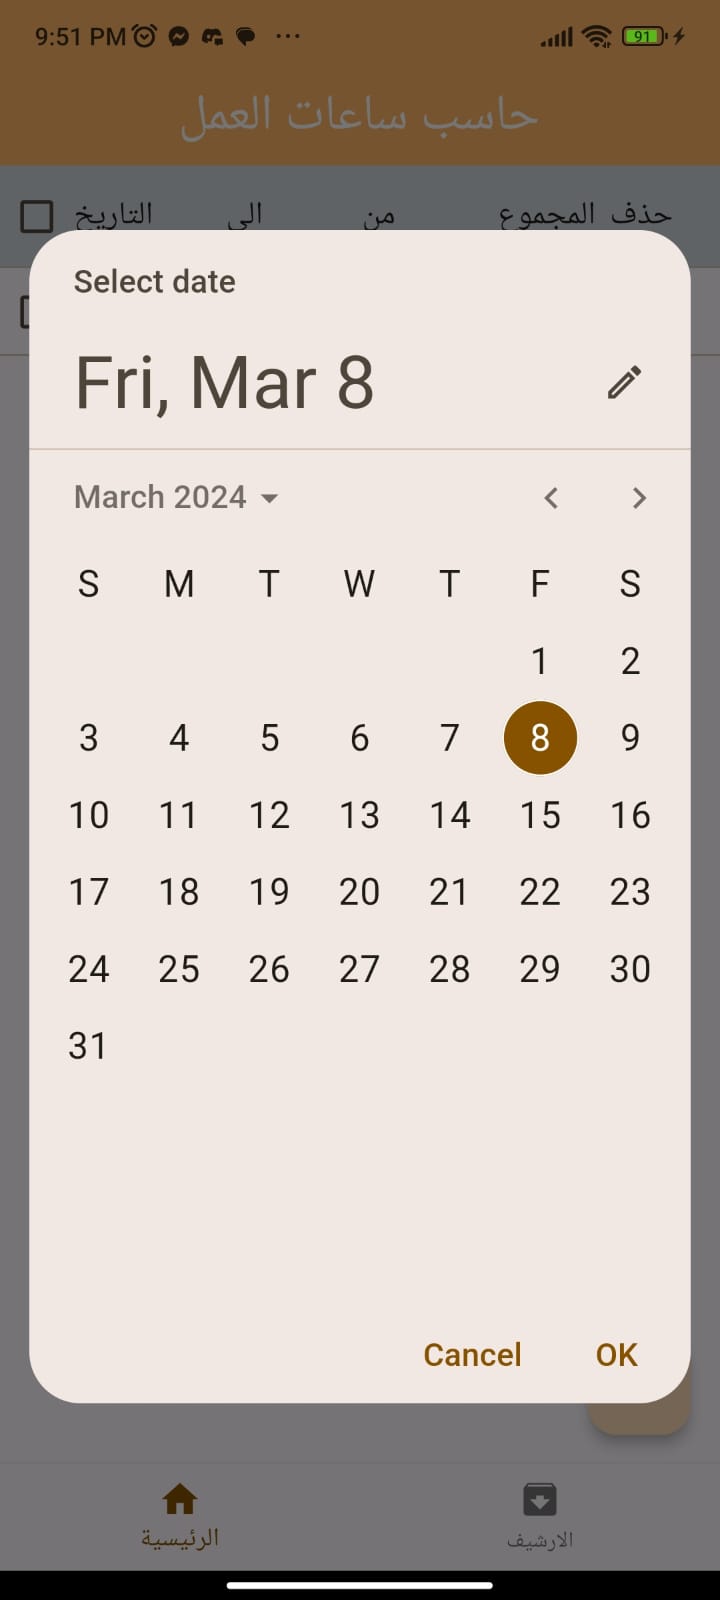 9:51 PM ... 91
حاسب ساعات العمل
التاريخ الى من المجموع حذف
Select date
Fri, Mar 8
March 2024
S M T W T F S
1 2
3 4 5 6 7 8 9
10 11 12 13 14 15 16
17 18 19 20 21 22 23
24 25 26 27 28 29 30
31
Cancel OK
الرئيسية الارشيف